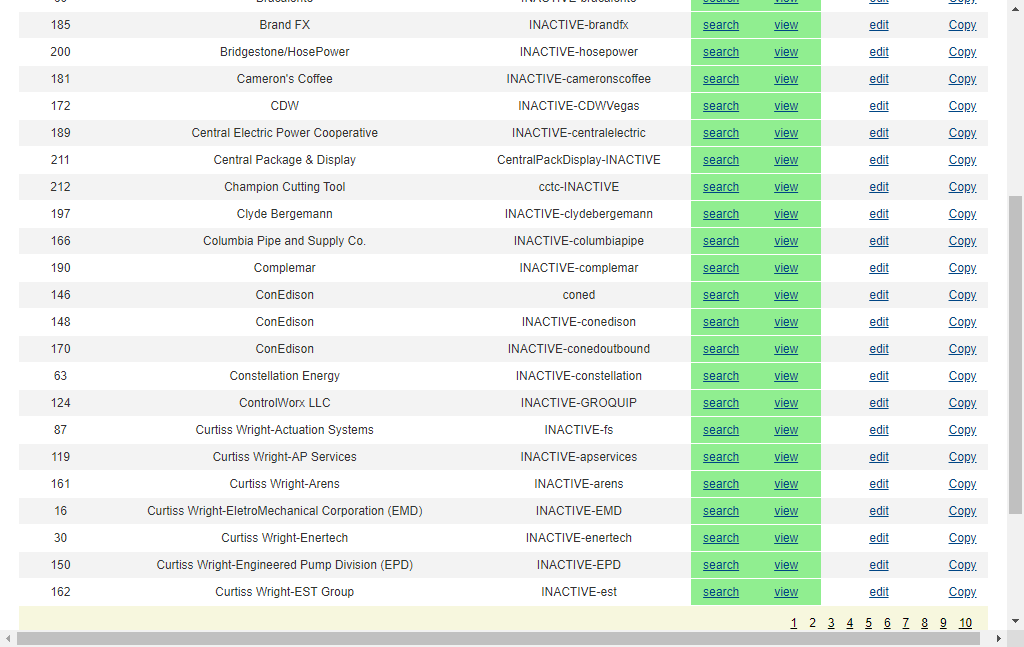 185 Brand FX INACTIVE-brandfx search view edit Copy
200 Bridgestone/HosePower INACTIVE-hosepower search view edit Copy
181 Cameron's Coffee INACTIVE-cameronscoffee search view edit Copy
172 CDW INACTIVE-CDWVegas search view edit Copy
189 Central Electric Power Cooperative INACTIVE-centralelectric search view edit Copy
211 Central Package & Display CentralPackDisplay-INACTIVE search view edit Copy
212 Champion Cutting Tool cctc-INACTIVE search view edit Copy
197 Clyde Bergemann INACTIVE-clydebergemann search view edit Copy
166 Columbia Pipe and Supply Co. INACTIVE-columbiapipe search view edit Copy
190 Complemar INACTIVE-complemar search view edit Copy
146 ConEdison coned search view edit Copy
148 ConEdison INACTIVE-conedison search view edit Copy
170 ConEdison INACTIVE-conedoutbound search view edit Copy
63 Constellation Energy INACTIVE-constellation search view edit Copy
124 ControlWorx LLC INACTIVE-GROQUIP search view edit Copy
87 Curtiss Wright-Actuation Systems INACTIVE-fs search view edit Copy
119 Curtiss Wright-AP Services INACTIVE-apservices search view edit Copy
161 Curtiss Wright-Arens INACTIVE-arens search view edit Copy
16 Curtiss Wright-EletroMechanical Corporation (EMD) INACTIVE-EMD search view edit Copy
30 Curtiss Wright-Enertech INACTIVE-enertech search view edit Copy
150 Curtiss Wright-Engineered Pump Division (EPD) INACTIVE-EPD search view edit Copy
162 Curtiss Wright-EST Group INACTIVE-est search view edit Copy
1 2 3 4 5 6 7 8 9 10